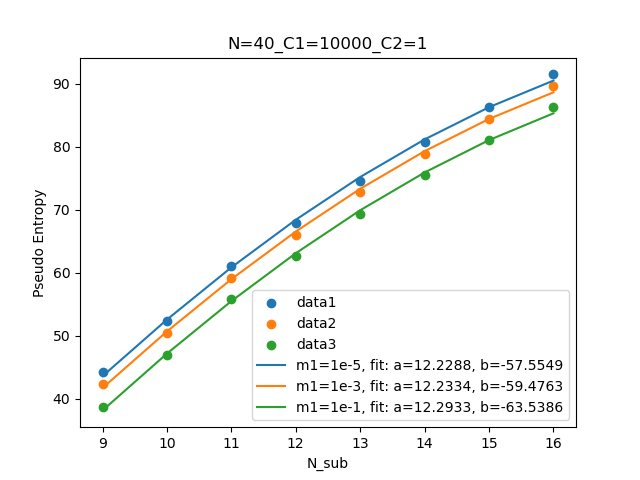 N=40_C1=10000_C2=1
Pseudo Entropy
90
80
70
60
50
40
data1
data2
data3
m1=1e-5, fit: a=12.2288, b=-57.5549
m1=1e-3, fit: a=12.2334, b=-59.4763
m1=1e-1, fit: a=12.2933, b=-63.5386
9 10 11 12 13 14 15 16
N_sub